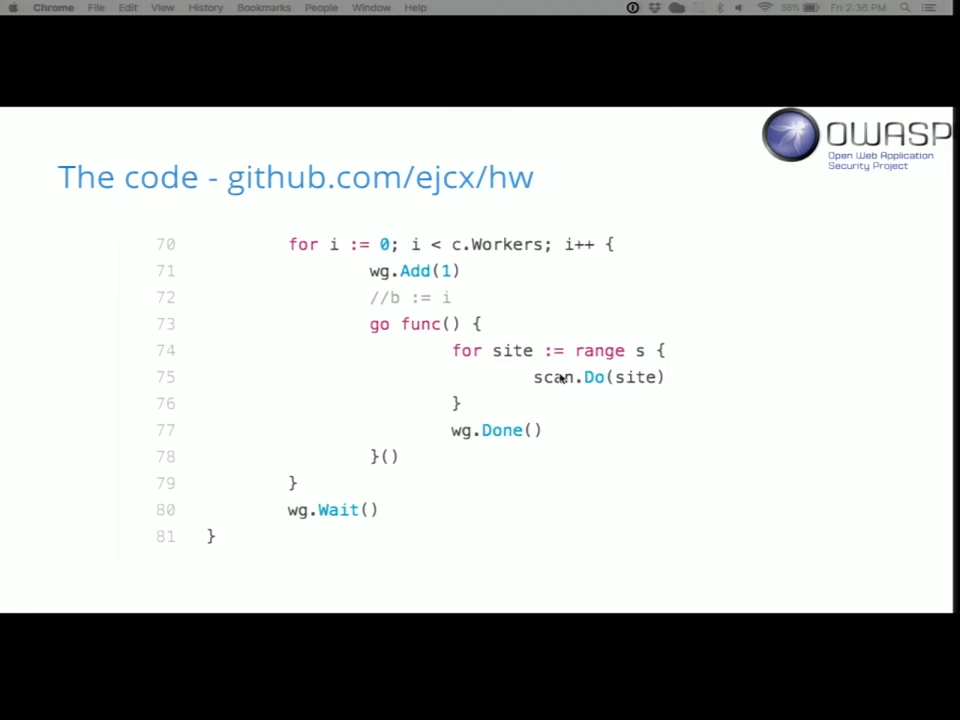 Chrome File Edit View History Bookmarks People Window Help
Fri 2:36 PM
OWASP
Open Web Application
Security Project
The code - github.com/ejcx/hw
70 for i := 0; i < c.Workers; i++ {
71 wg.Add(1)
72 //b := i
73 go func() {
74 for site := range s {
75 scan.Do(site)
76 }
77 wg.Done()
78 }()
79 }
80 wg.Wait()
81 }